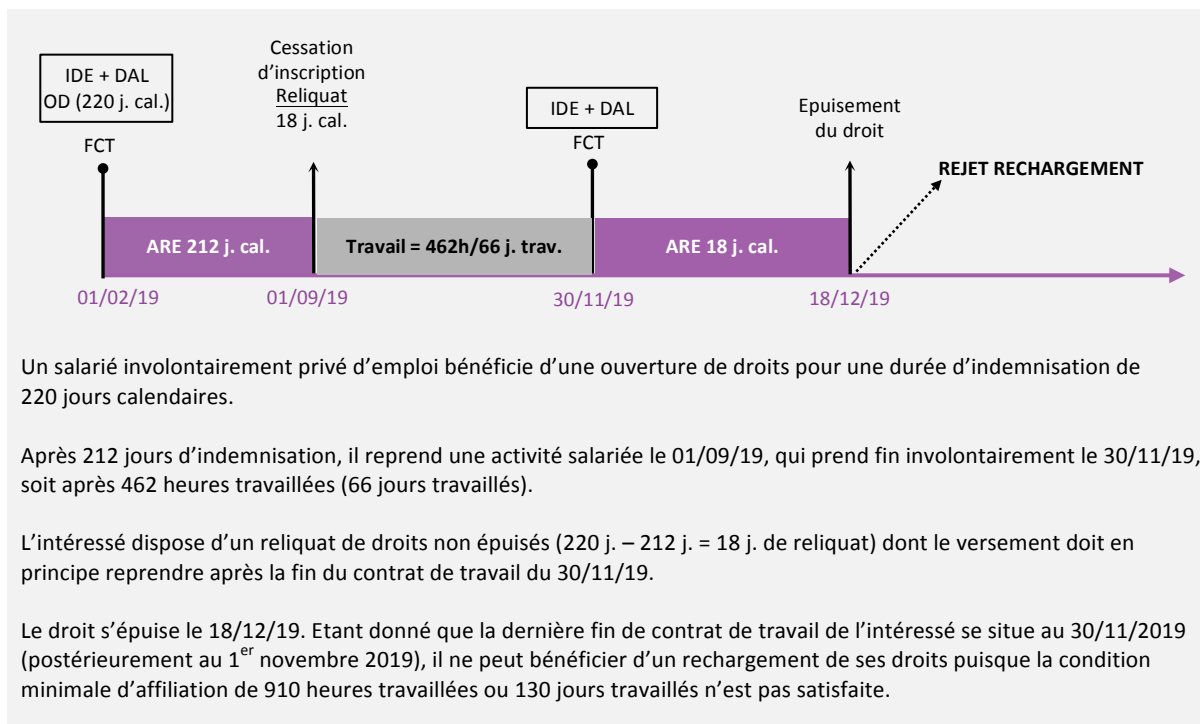 Cessation
d’inscription
Reliquat
18 j. cal.
IDE + DAL
OD (220 j. cal.)
FCT
IDE + DAL
FCT
Epuisement
du droit
REJET RECHARGEMENT
ARE 212 j. cal.
Travail = 462h/66 j. trav.
ARE 18 j. cal.
01/02/19
01/09/19
30/11/19
18/12/19
Un salarié involontairement privé d’emploi bénéficie d’une ouverture de droits pour une durée d’indemnisation de
220 jours calendaires.
Après 212 jours d’indemnisation, il reprend une activité salariée le 01/09/19, qui prend fin involontairement le 30/11/19,
soit après 462 heures travaillées (66 jours travaillés).
L’intéressé dispose d’un reliquat de droits non épuisés (220 j. – 212 j. = 18 j. de reliquat) dont le versement doit en
principe reprendre après la fin du contrat de travail du 30/11/19.
Le droit s’épuise le 18/12/19. Etant donné que la dernière fin de contrat de travail de l’intéressé se situe au 30/11/2019
(postérieurement au 1er novembre 2019), il ne peut bénéficier d’un rechargement de ses droits puisque la condition
minimale d’affiliation de 910 heures travaillées ou 130 jours travaillés n’est pas satisfaite.